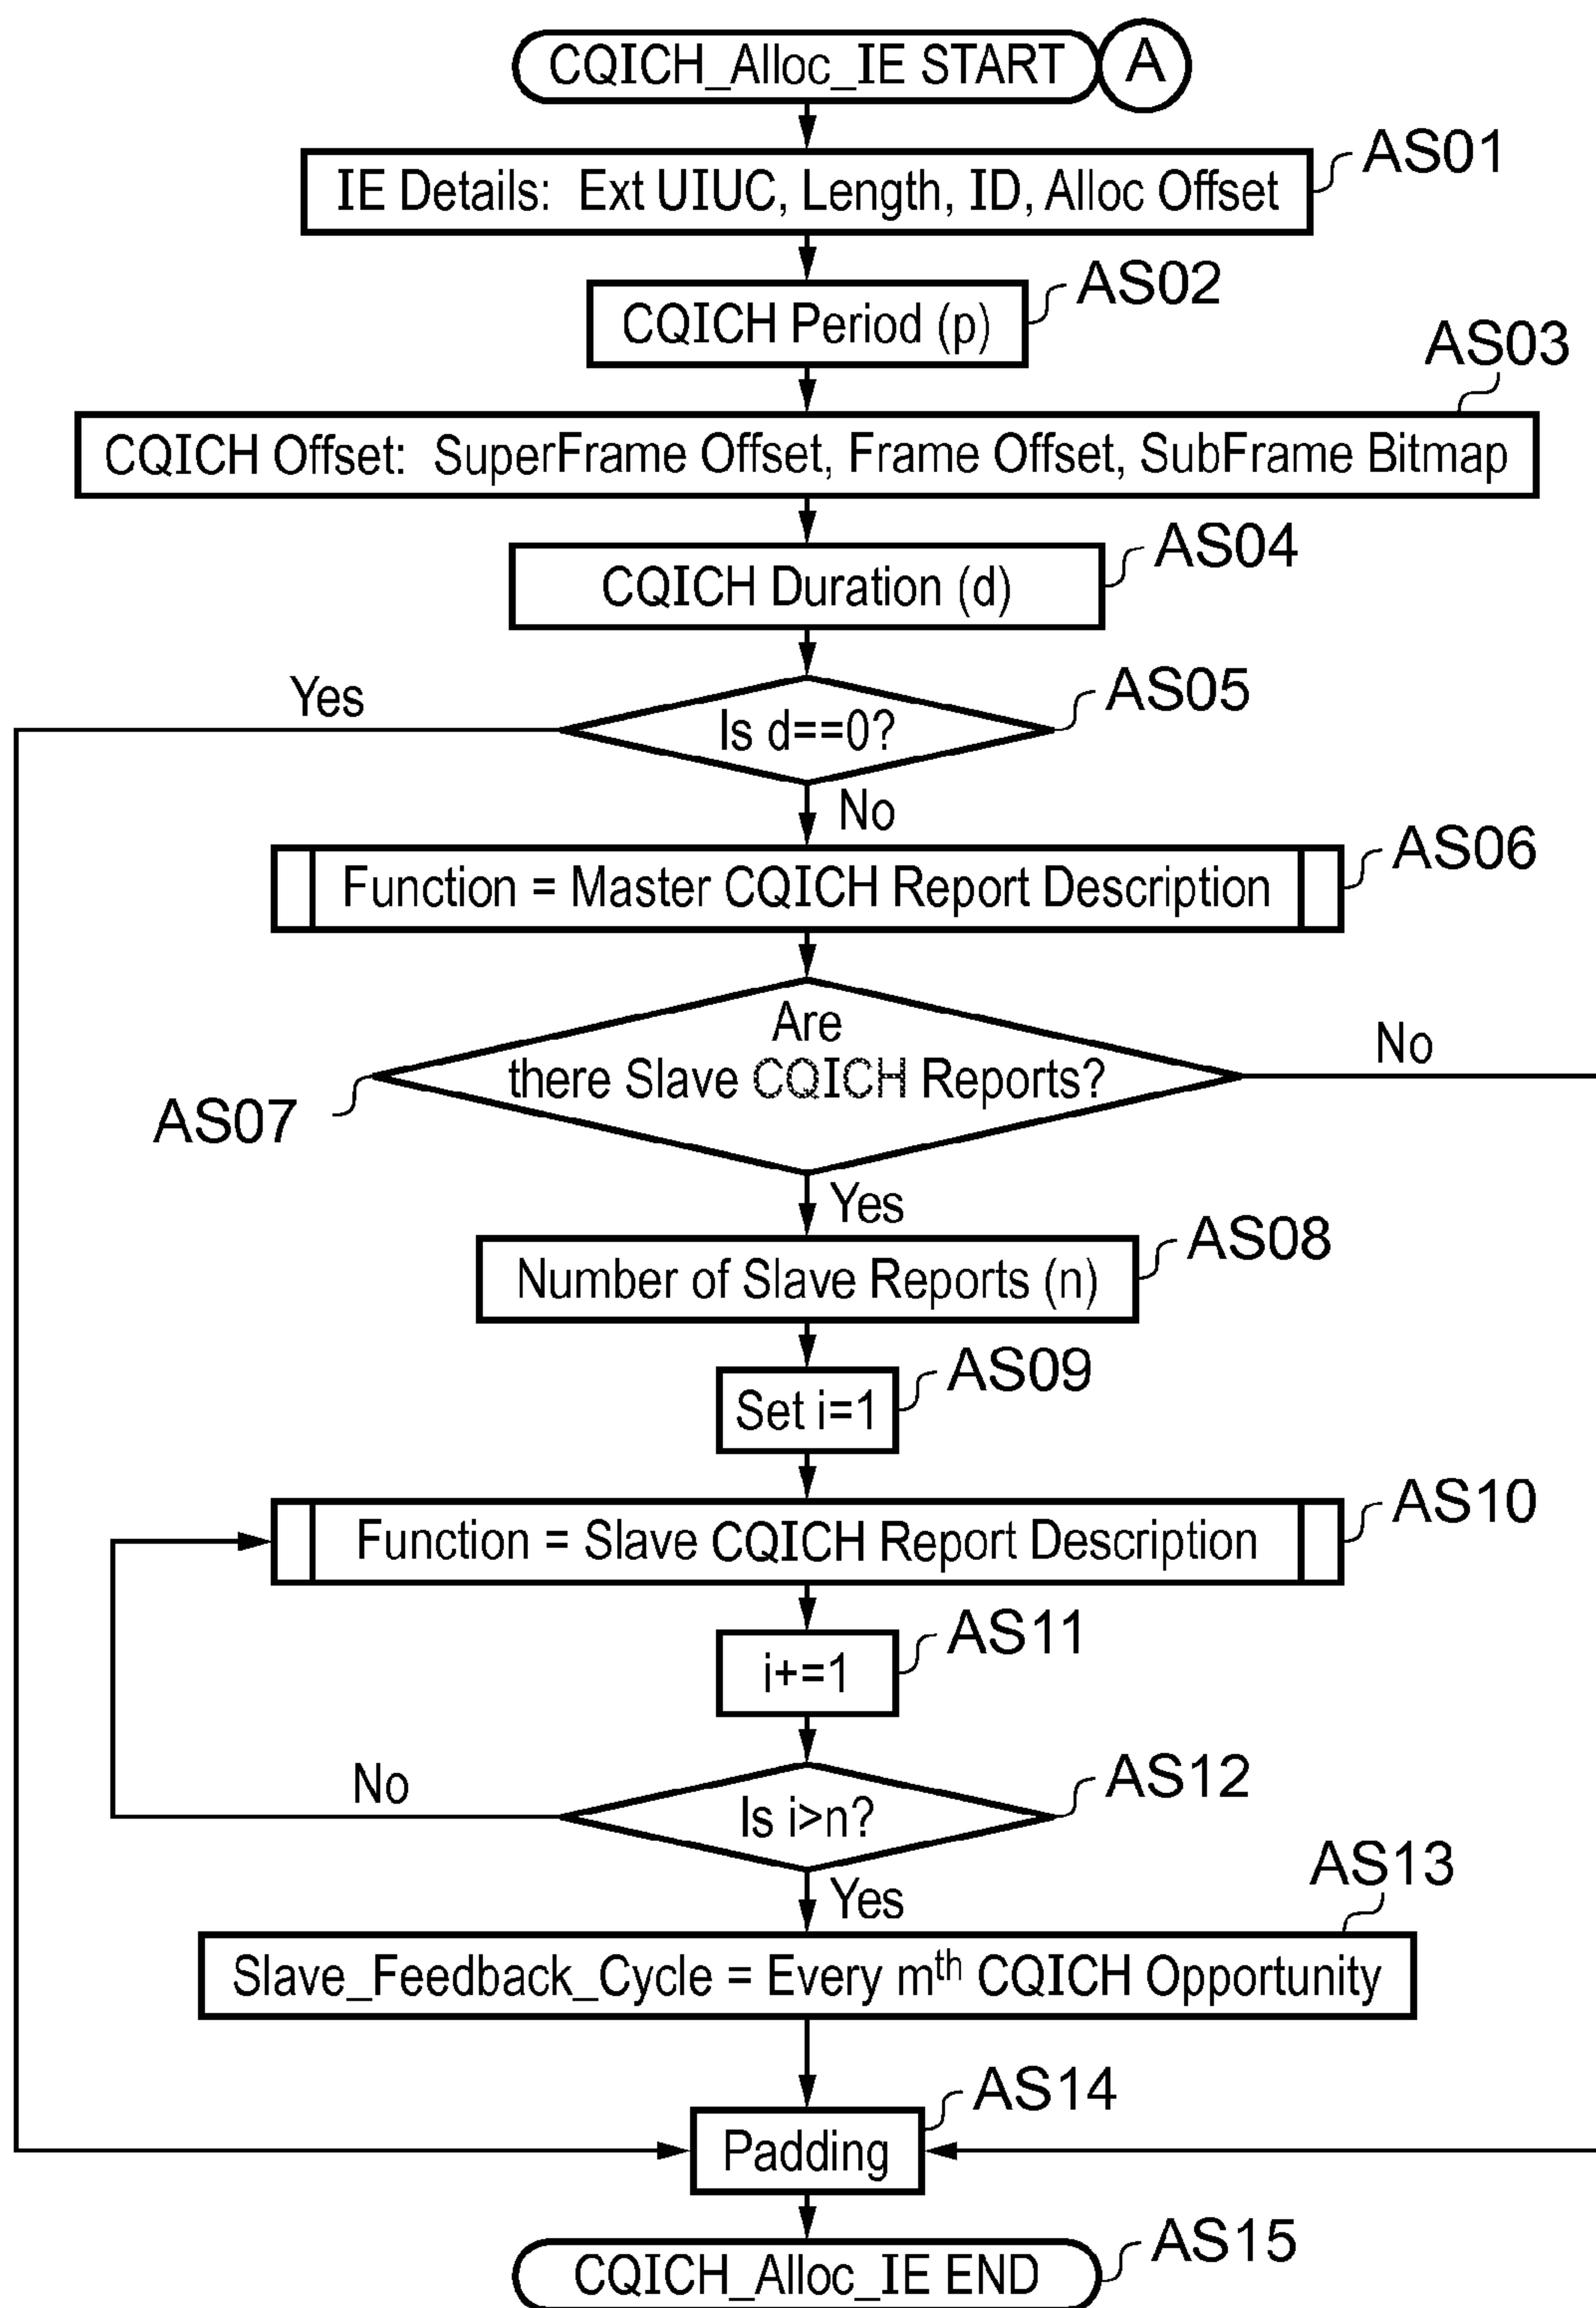 CQICH_Alloc_IE START
A
AS01
IE Details: Ext UIUC, Length, ID, Alloc Offset
AS02
CQICH Period (p)
AS03
CQICH Offset: SuperFrame Offset, Frame Offset, SubFrame Bitmap
AS04
CQICH Duration (d)
Yes
AS05
Is d==0?
No
AS06
Function = Master CQICH Report Description
Are
there Slave CQICH Reports?
No
AS07
Yes
AS08
Number of Slave Reports (n)
AS09
Set i=1
AS10
Function = Slave CQICH Report Description
AS11
i+=1
No
AS12
Is i>n?
Yes
AS13
Slave_Feedback_Cycle = Every mth CQICH Opportunity
AS14
Padding
AS15
CQICH_Alloc_IE END